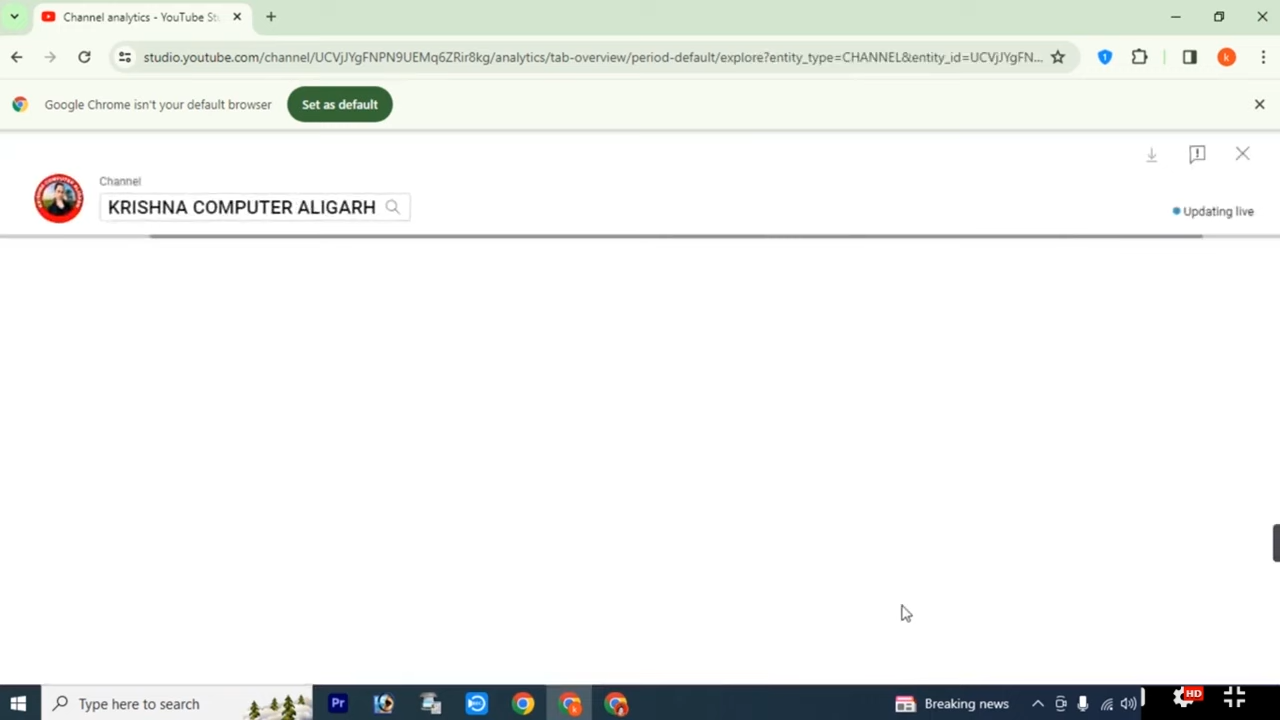 Channel analytics - YouTube St
studio.youtube.com/channel/UCVjJYgFNPN9UEMq6ZRir8kg/analytics/tab-overview/period-default/explore?entity_type=CHANNEL&entity_id=UCVjJYgFN...
k
Google Chrome isn't your default browser
Set as default
Channel
KRISHNA COMPUTER ALIGARH
Updating live
Type here to search
Pr
Breaking news
HD